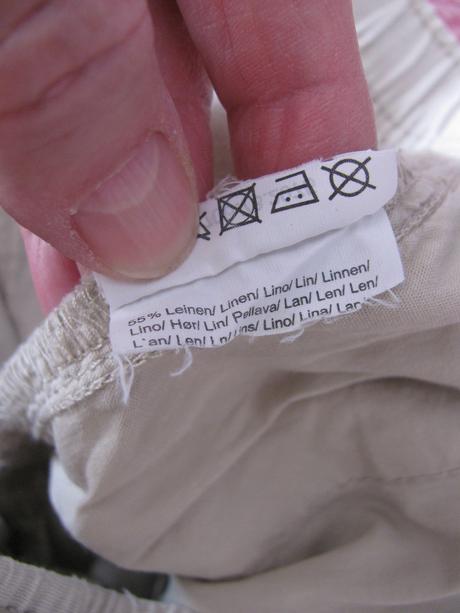 55% Leinen/ Linen/ Lino/ Lin/ Linnen/
Lino/ Hør/ Lin/ Pellava/ Lan/ Len/ Len/
Len/ Lino/ Lina/